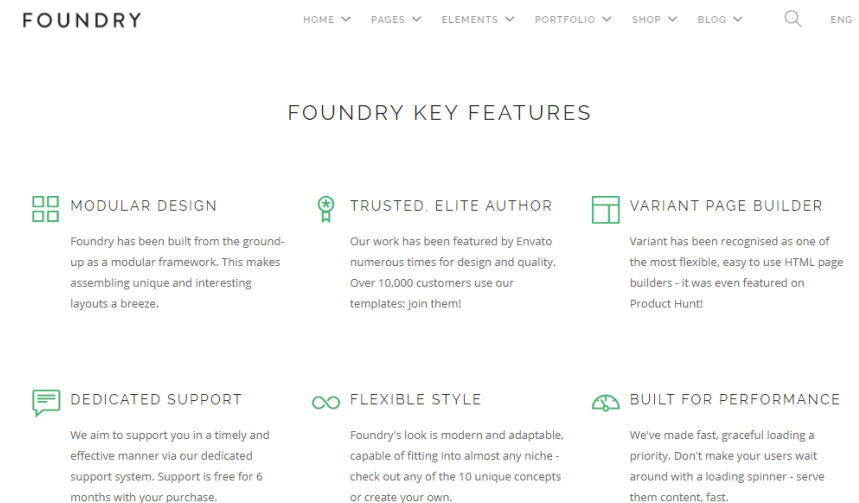 FOUNDRY
HOME PAGES ELEMENTS PORTFOLIO SHOP BLOG ENG
FOUNDRY KEY FEATURES
MODULAR DESIGN
Foundry has been built from the ground-
up as a modular framework. This makes
assembling unique and interesting
layouts a breeze.
TRUSTED, ELITE AUTHOR
Our work has been featured by Envato
numerous times for design and quality.
Over 10,000 customers use our
templates; join them!
VARIANT PAGE BUILDER
Variant has been recognised as one of
the most flexible, easy to use HTML page
builders - it was even featured on
Product Hunt!
DEDICATED SUPPORT
We aim to support you in a timely and
effective manner via our dedicated
support system. Support is free for 6
months with your purchase.
FLEXIBLE STYLE
Foundry's look is modern and adaptable,
capable of fitting into almost any niche -
check out any of the 10 unique concepts
or create your own.
BUILT FOR PERFORMANCE
We've made fast, graceful loading a
priority. Don't make your users wait
around with a loading spinner - serve
them content, fast.